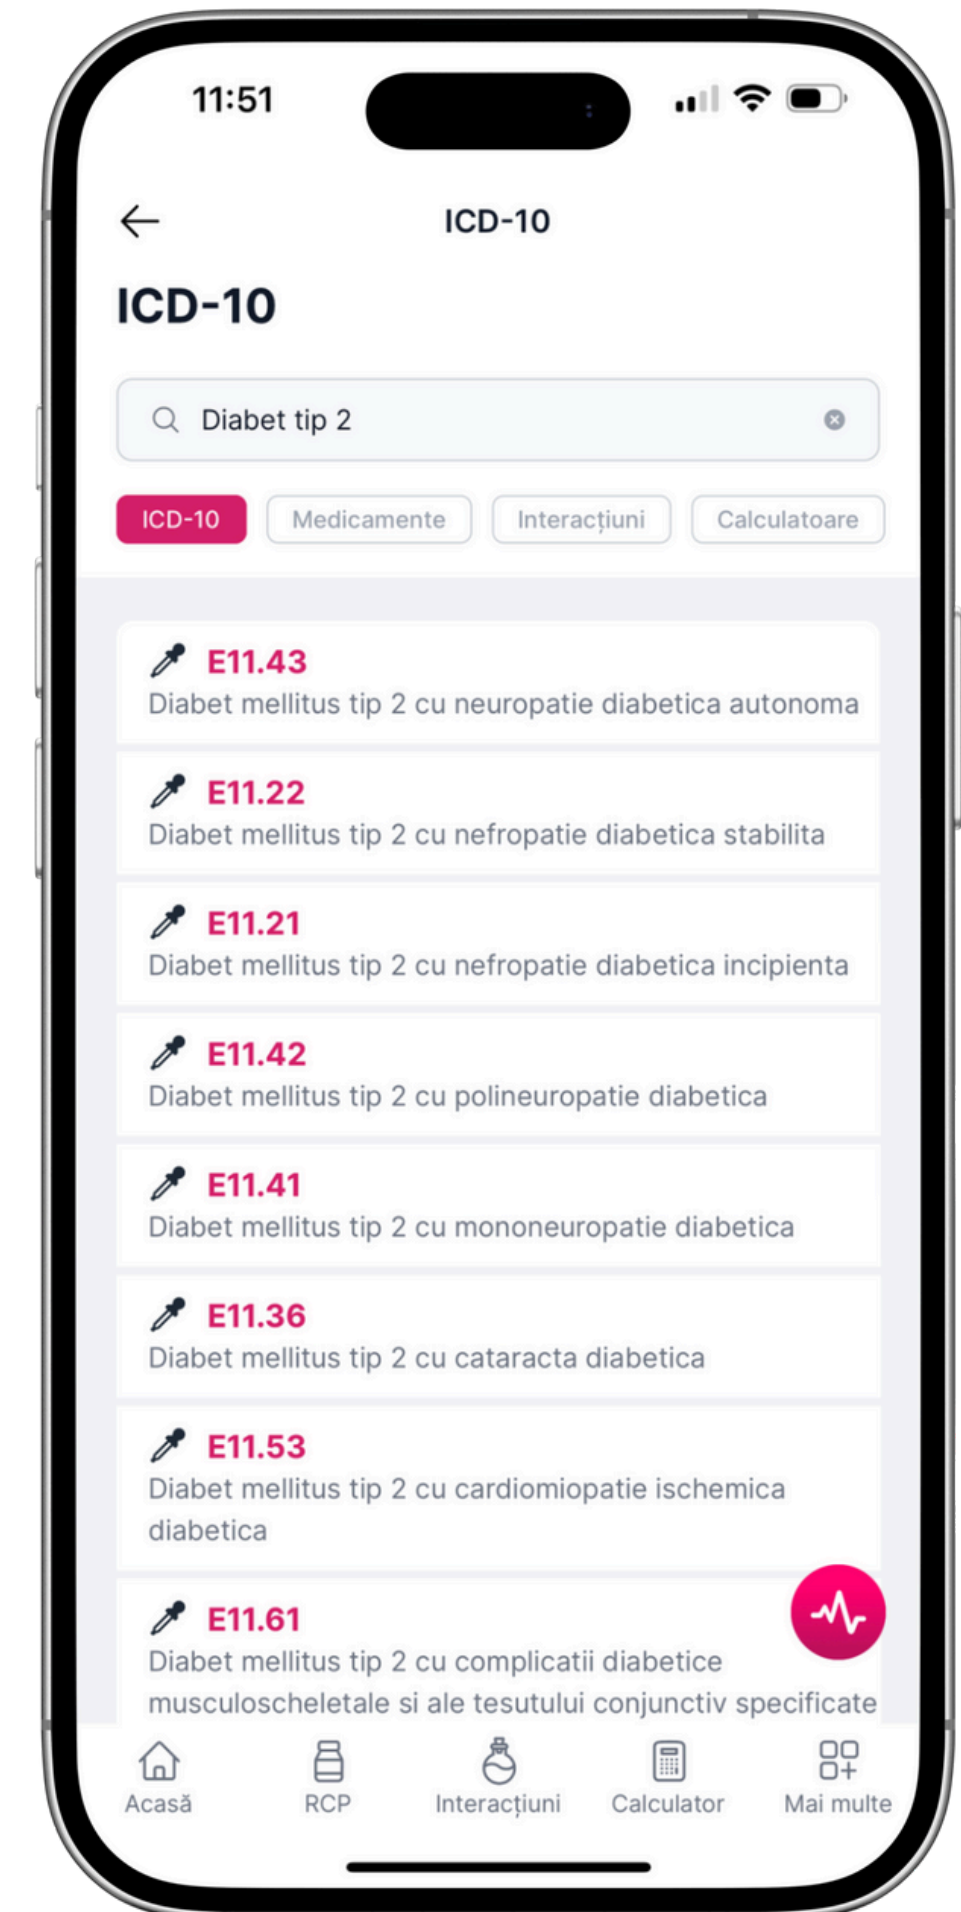 11:51
ICD-10
ICD-10
Diabet tip 2
ICD-10 Medicamente Interacțiuni Calculatoare
E11.43
Diabet mellitus tip 2 cu neuropatie diabetica autonoma
E11.22
Diabet mellitus tip 2 cu nefropatie diabetica stabilita
E11.21
Diabet mellitus tip 2 cu nefropatie diabetica incipienta
E11.42
Diabet mellitus tip 2 cu polineuropatie diabetica
E11.41
Diabet mellitus tip 2 cu mononeuropatie diabetica
E11.36
Diabet mellitus tip 2 cu cataracta diabetica
E11.53
Diabet mellitus tip 2 cu cardiomiopatie ischemica
diabetica
E11.61
Diabet mellitus tip 2 cu complicatii diabetice
musculoscheletale si ale tesutului conjunctiv specificate
Acasă RCP Interacțiuni Calculator Mai multe